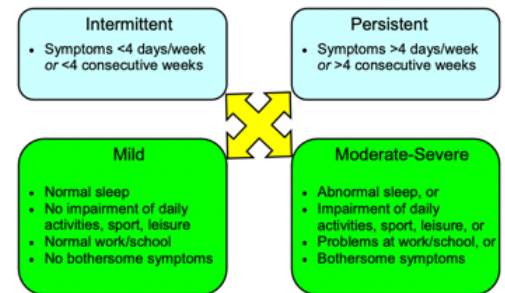 Intermittent
• Symptoms <4 days/week
or <4 consecutive weeks
Persistent
• Symptoms >4 days/week
or >4 consecutive weeks
Mild
• Normal sleep
• No impairment of daily
activities, sport, leisure
• Normal work/school
• No bothersome symptoms
Moderate-Severe
• Abnormal sleep, or
• Impairment of daily
activities, sport, leisure, or
• Problems at work/school, or
• Bothersome symptoms